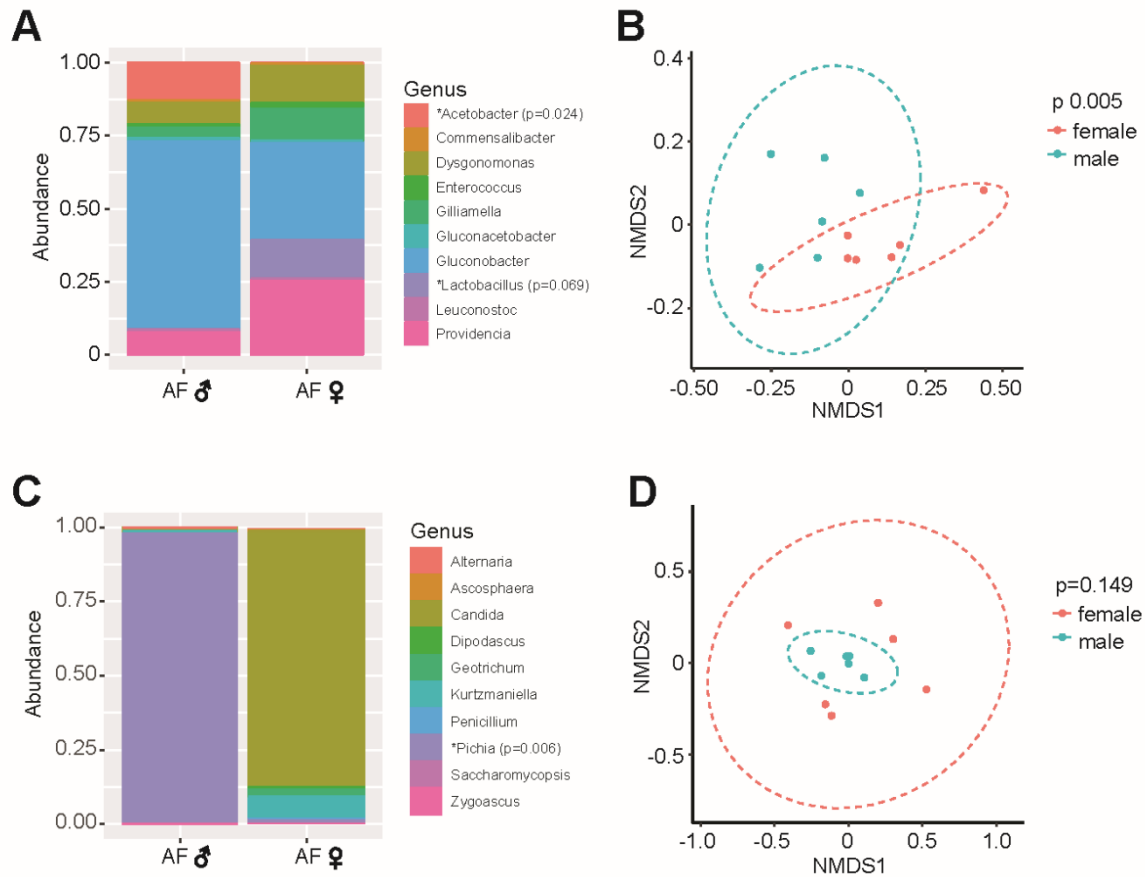 A
1.00
0.75
0.50
0.25
0
Abundance
AF ♂
AF ♀
Genus
*Acetobacter (p=0.024)
Commensalibacter
Dysgonomonas
Enterococcus
Gilliamella
Gluconacetobacter
Gluconobacter
*Lactobacillus (p=0.069)
Leuconostoc
Providencia
B
0.4
0.2
0
-0.2
NMDS2
-0.50
-0.25
0
0.25
0.50
NMDS1
p 0.005
female
male
C
1.00
0.75
0.50
0.25
0.00
Abundance
AF ♂
AF ♀
Genus
Alternaria
Ascosphaera
Candida
Dipodascus
Geotrichum
Kurtzmaniella
Penicillium
*Pichia (p=0.006)
Saccharomycopsis
Zygoascus
D
0.5
0
-0.5
NMDS2
-1.0
-0.5
0
0.5
1.0
NMDS1
p=0.149
female
male